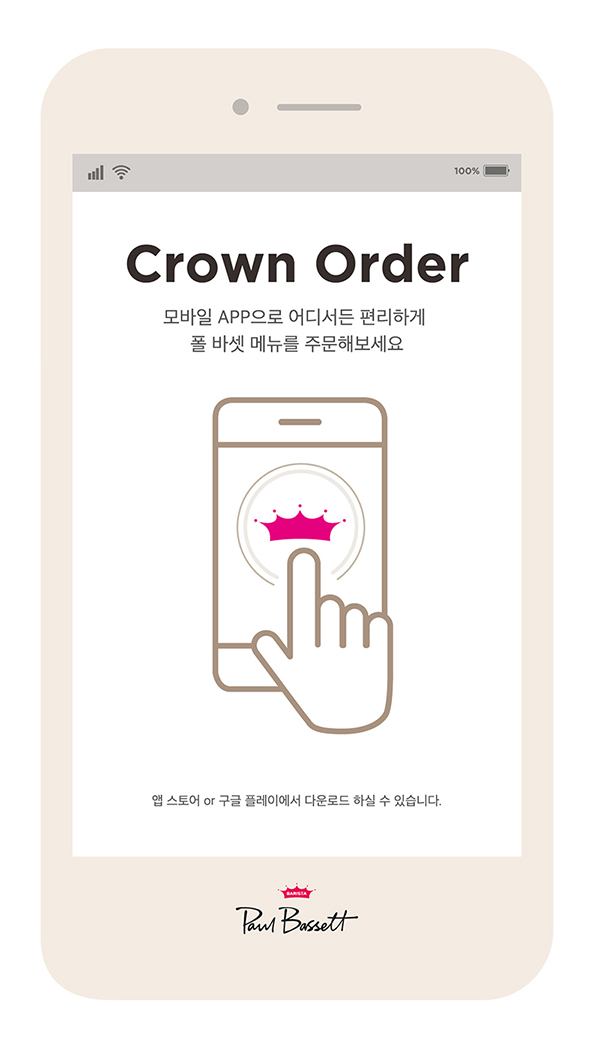 100%
Crown Order
모바일 APP으로 어디서든 편리하게
폴 바셋 메뉴를 주문해보세요
앱 스토어 or 구글 플레이에서 다운로드 하실 수 있습니다.
BARISTA
Paul Bassett